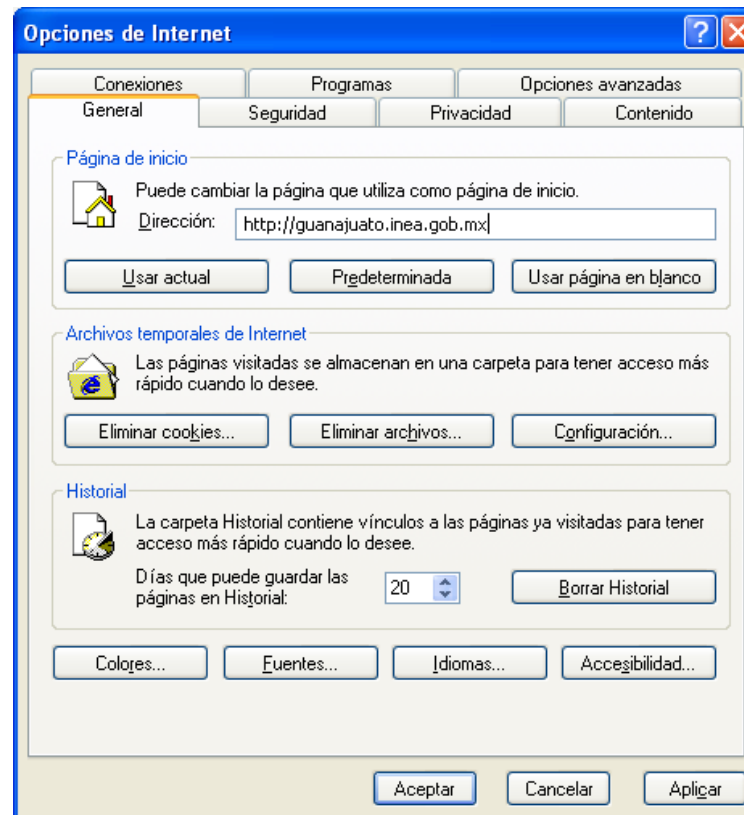 Opciones de Internet
Conexiones Programas Opciones avanzadas
General Seguridad Privacidad Contenido
Página de inicio
Puede cambiar la página que utiliza como página de inicio.
Dirección: http://guanajuato.inea.gob.mx
Usar actual Predeterminada Usar página en blanco
Archivos temporales de Internet
Las páginas visitadas se almacenan en una carpeta para tener acceso más
rápido cuando lo desee.
Eliminar cookies... Eliminar archivos... Configuración...
Historial
La carpeta Historial contiene vínculos a las páginas ya visitadas para tener
acceso más rápido cuando lo desee.
Días que puede guardar las
páginas en Historial: 20 Borrar Historial
Colores... Fuentes... Idiomas... Accesibilidad...
Aceptar Cancelar Aplicar